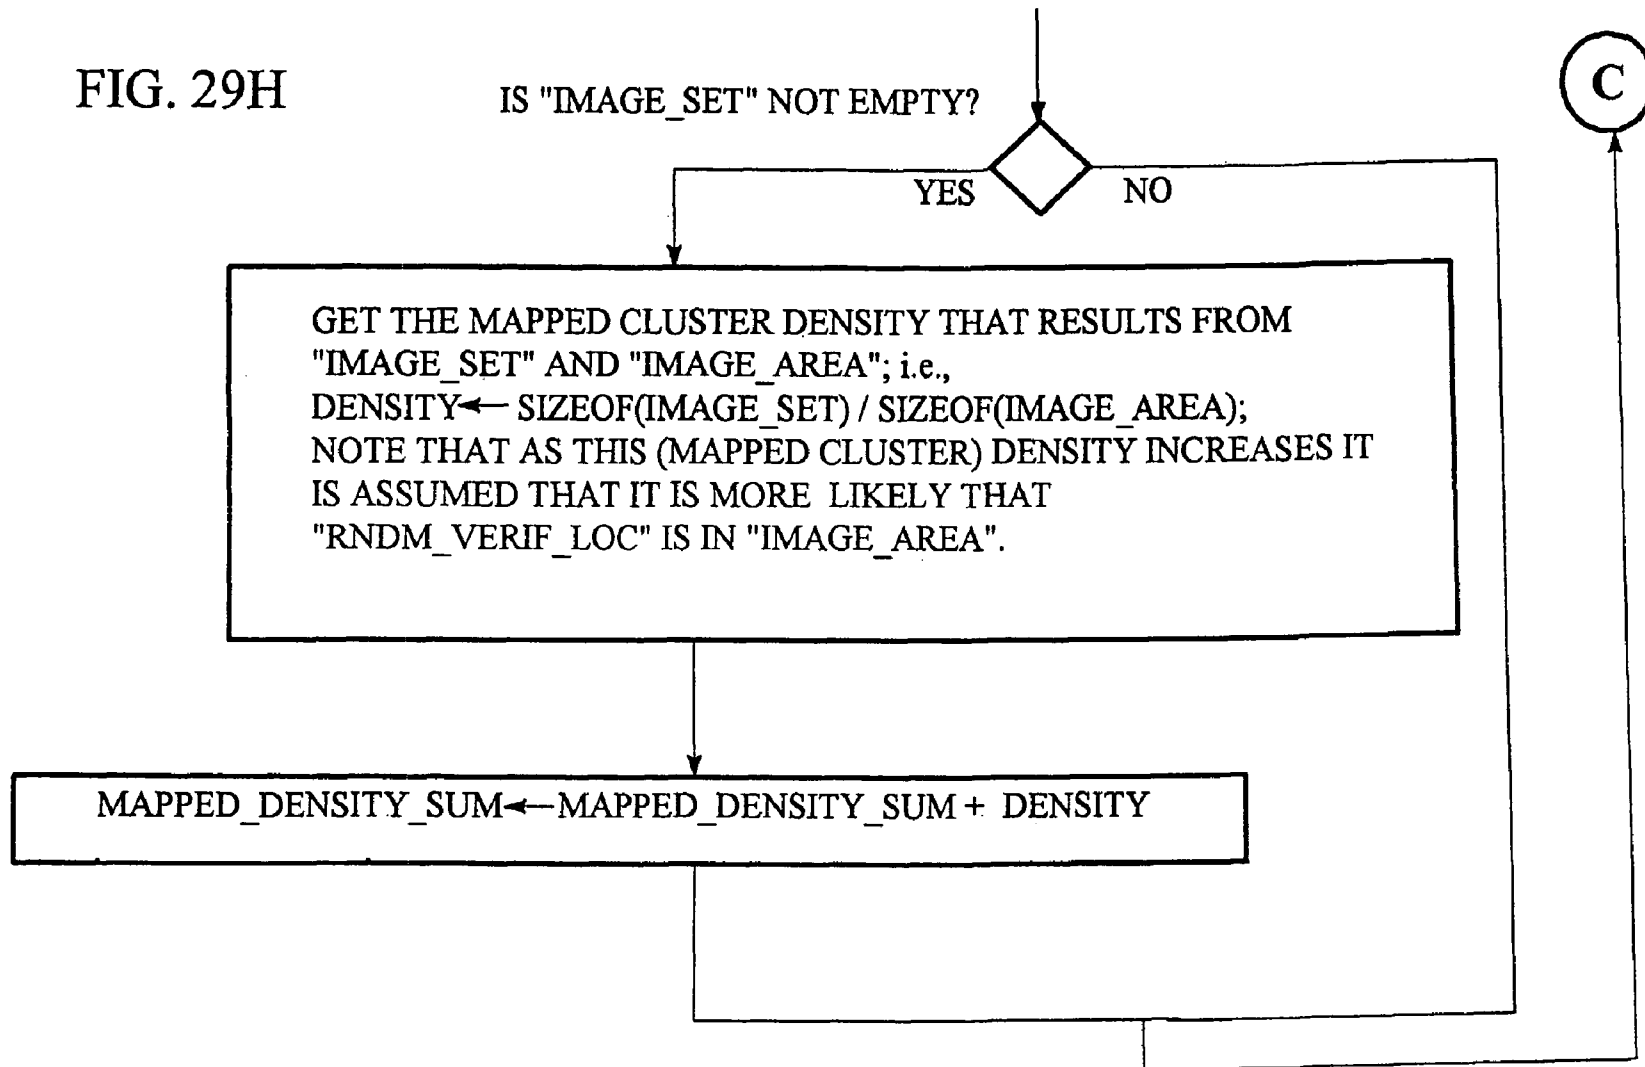 FIG. 29H
C
IS "IMAGE_SET" NOT EMPTY?
YES
NO
GET THE MAPPED CLUSTER DENSITY THAT RESULTS FROM
"IMAGE_SET" AND "IMAGE_AREA"; i.e.,
DENSITY← SIZEOF(IMAGE_SET) / SIZEOF(IMAGE_AREA);
NOTE THAT AS THIS (MAPPED CLUSTER) DENSITY INCREASES IT
IS ASSUMED THAT IT IS MORE LIKELY THAT
"RNDM_VERIF_LOC" IS IN "IMAGE_AREA".
MAPPED_DENSITY_SUM←MAPPED_DENSITY_SUM + DENSITY